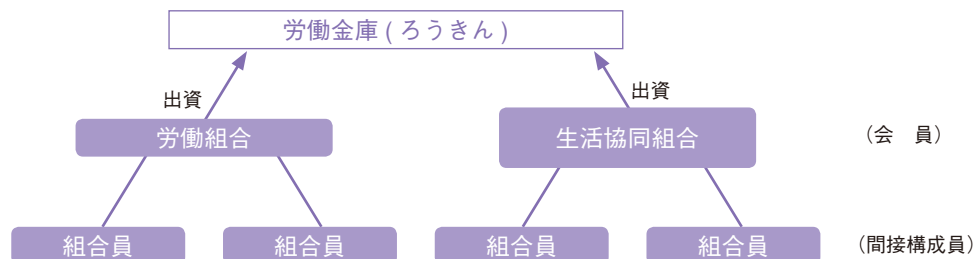 労働金庫 ( ろうきん )
出資
出資
労働組合
生活協同組合
（会　員）
組合員
組合員
組合員
組合員
（間接構成員）